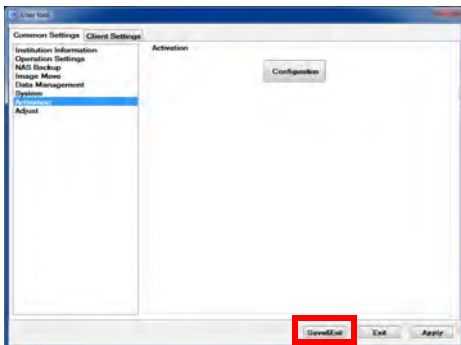 User tool
Common Settings Client Settings
Institution Information
Operation Settings
NAS Backup
Image Move
Data Management
System
Activation
Adjust
Activation
Configuration
Save&Exit Exit Apply